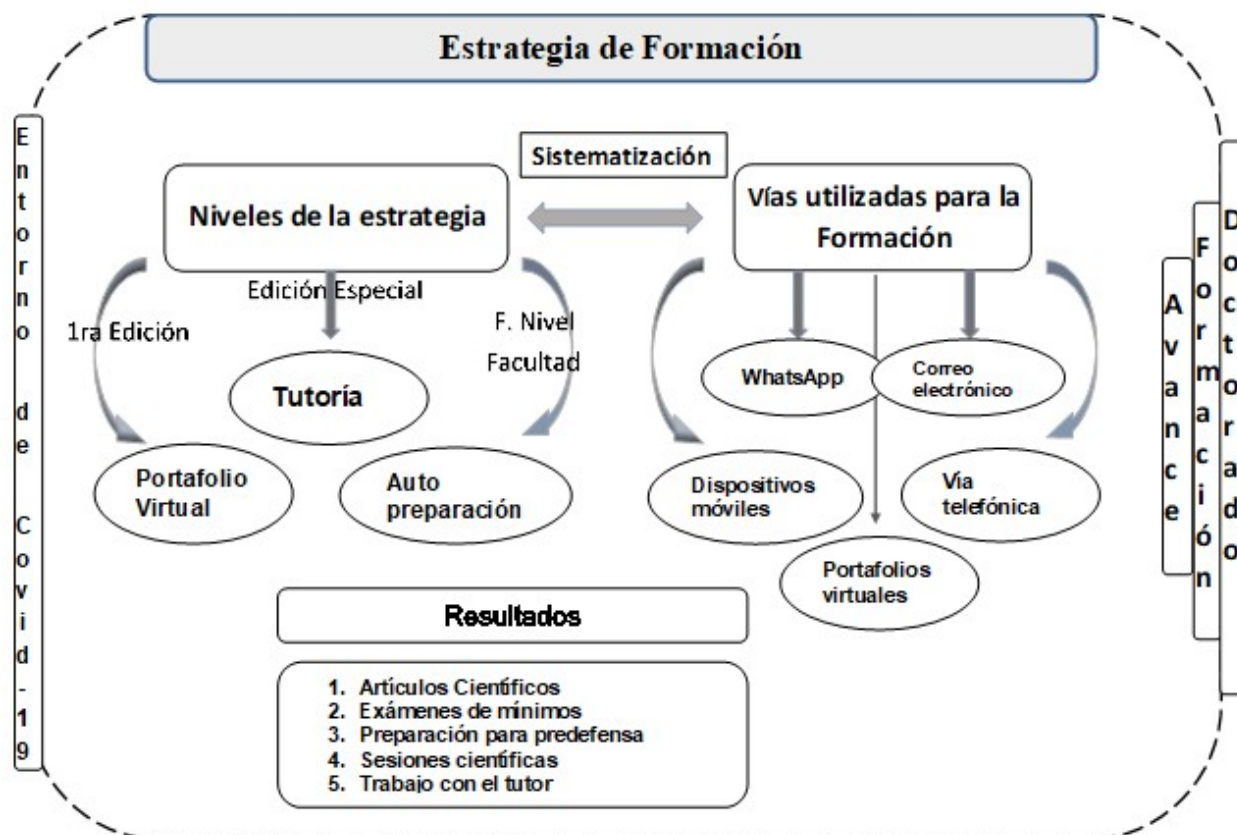 Estrategia de Formación
Entorno de Covid-19
Sistematización
Niveles de la estrategia
Vías utilizadas para la
Formación
Edición Especial
1ra Edición
F. Nivel
Facultad
Tutoría
Portafolio
Virtual
Auto
preparación
WhatsApp
Correo
electrónico
Dispositivos
móviles
Via
telefónica
Portafolios
virtuales
Avance
Formación
Doctorado
Resultados
1. Artículos Científicos
2. Exámenes de mínimos
3. Preparación para predefensa
4. Sesiones científicas
5. Trabajo con el tutor